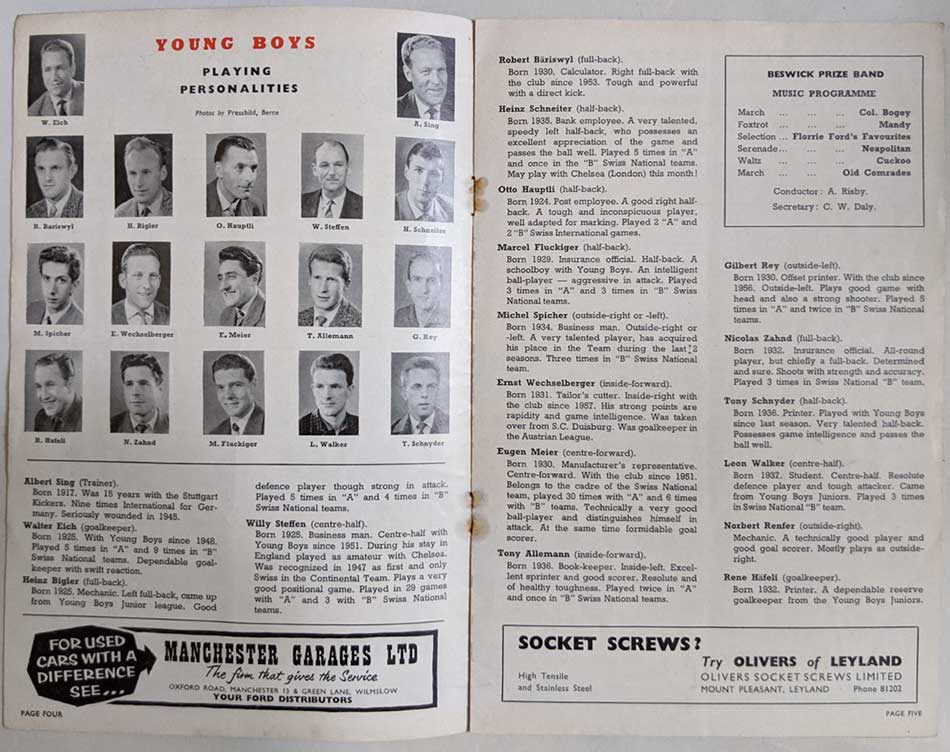 YOUNG BOYS
PLAYING
PERSONALITIES
Photos by Pressbild, Berne
W. Eich
A. Sing
R. Bariswyl
H. Bigler
O. Hauptli
W. Steffen
H. Schneiter
M. Spicher
E. Wechselberger
E. Meier
T. Allemann
G. Rey
R. Hafeli
N. Zahnd
M. Fluckiger
L. Walker
T. Schnyder
Albert Sing (Trainer).
Born 1917. Was 15 years with the Stuttgart
Kickers. Nine times International for Ger-
many. Seriously wounded in 1945.
Walter Eich (goalkeeper).
Born 1925. With Young Boys since 1948.
Played 5 times in "A" and 9 times in "B"
Swiss National teams. Dependable goal-
keeper with swift reaction.
Heinz Bigler (full-back).
Born 1925. Mechanic. Left full-back, came up
from Young Boys Junior league. Good
defence player though strong in attack.
Played 5 times in "A" and 4 times in "B"
Swiss National teams.
Willy Steffen (centre-half).
Born 1925. Business man. Centre-half with
Young Boys since 1951. During his stay in
England played as amateur with Chelsea.
Was recognized in 1947 as first and only
Swiss in the Continental Team. Plays a very
good positional game. Played in 29 games
with "A" and 3 with "B" Swiss National
teams.
FOR USED
CARS WITH A
DIFFERENCE
SEE...
MANCHESTER GARAGES LTD
The firm that gives the Service
OXFORD ROAD, MANCHESTER 13 & GREEN LANE, WILMSLOW
YOUR FORD DISTRIBUTORS
PAGE FOUR
Robert Bäriswyl (full-back).
Born 1930. Calculator. Right full-back with
the club since 1953. Tough and powerful
with a direct kick.
Heinz Schneiter (half-back).
Born 1935. Bank employee. A very talented,
speedy left half-back, who possesses an
excellent appreciation of the game and
passes the ball well. Played 5 times in "A"
and once in the "B" Swiss National teams.
May play with Chelsea (London) this month!
Otto Hauptli (half-back).
Born 1924. Post employee. A good right half-
back. A tough and inconspicuous player,
well adapted for marking. Played 2 "A" and
2 "B" Swiss International games.
Marcel Fluckiger (half-back).
Born 1929. Insurance official. Half-back. A
schoolboy with Young Boys. An intelligent
ball-player — aggressive in attack. Played
3 times in "A" and 3 times in "B" Swiss
National teams.
Michel Spicher (outside-right or -left).
Born 1934. Business man. Outside-right or
-left. A very talented player, has acquired
his place in the Team during the last 2
seasons. Three times in "B" Swiss National
team.
Ernst Wechselberger (inside-forward).
Born 1931. Tailor's cutter. Inside-right with
the club since 1957. His strong points are
rapidity and game intelligence. Was taken
over from S.C. Duisburg. Was goalkeeper in
the Austrian League.
Eugen Meier (centre-forward).
Born 1930. Manufacturer's representative.
Centre-forward. With the club since 1951.
Belongs to the cadre of the Swiss National
team, played 30 times with "A" and 6 times
with "B" teams. Technically a very good
ball-player and distinguishes himself in
attack. At the same time formidable goal
scorer.
Tony Allemann (inside-forward).
Born 1936. Book-keeper. Inside-left. Excel-
lent sprinter and good scorer. Resolute and
of healthy toughness. Played twice in "A"
and once in "B" Swiss National teams.
BESWICK PRIZE BAND
MUSIC PROGRAMME
March ... ... ... Col. Bogey
Foxtrot ... ... ... Mandy
Selection ... Florrie Ford's Favourites
Serenade... ... ... Neapolitan
Waltz ... ... ... Cuckoo
March ... ... Old Comrades
Conductor: A. Risby.
Secretary: C. W. Daly.
Gilbert Rey (outside-left).
Born 1930. Offset printer. With the club since
1956. Outside-left. Plays good game with
head and also a strong shooter. Played 5
times in "A" and twice in "B" Swiss National
teams.
Nicolas Zahnd (full-back).
Born 1932. Insurance official. All-round
player, but chiefly a full-back. Determined
and sure. Shoots with strength and accuracy.
Played 3 times in Swiss National "B" team.
Tony Schnyder (half-back).
Born 1936. Printer. Played with Young Boys
since last season. Very talented half-back.
Possesses game intelligence and passes the
ball well.
Leon Walker (centre-half).
Born 1937. Student. Centre-half. Resolute
defence player and tough attacker. Came
from Young Boys Juniors. Played 3 times
in Swiss National "B" team.
Norbert Renfer (outside-right).
Mechanic. A technically good player and
good goal scorer. Mostly plays as outside-
right.
Rene Häfeli (goalkeeper).
Born 1932. Printer. A dependable reserve
goalkeeper from the Young Boys Juniors.
SOCKET SCREWS?
High Tensile
and Stainless Steel
Try OLIVERS of LEYLAND
OLIVERS SOCKET SCREWS LIMITED
MOUNT PLEASANT, LEYLAND Phone 81202
PAGE FIVE